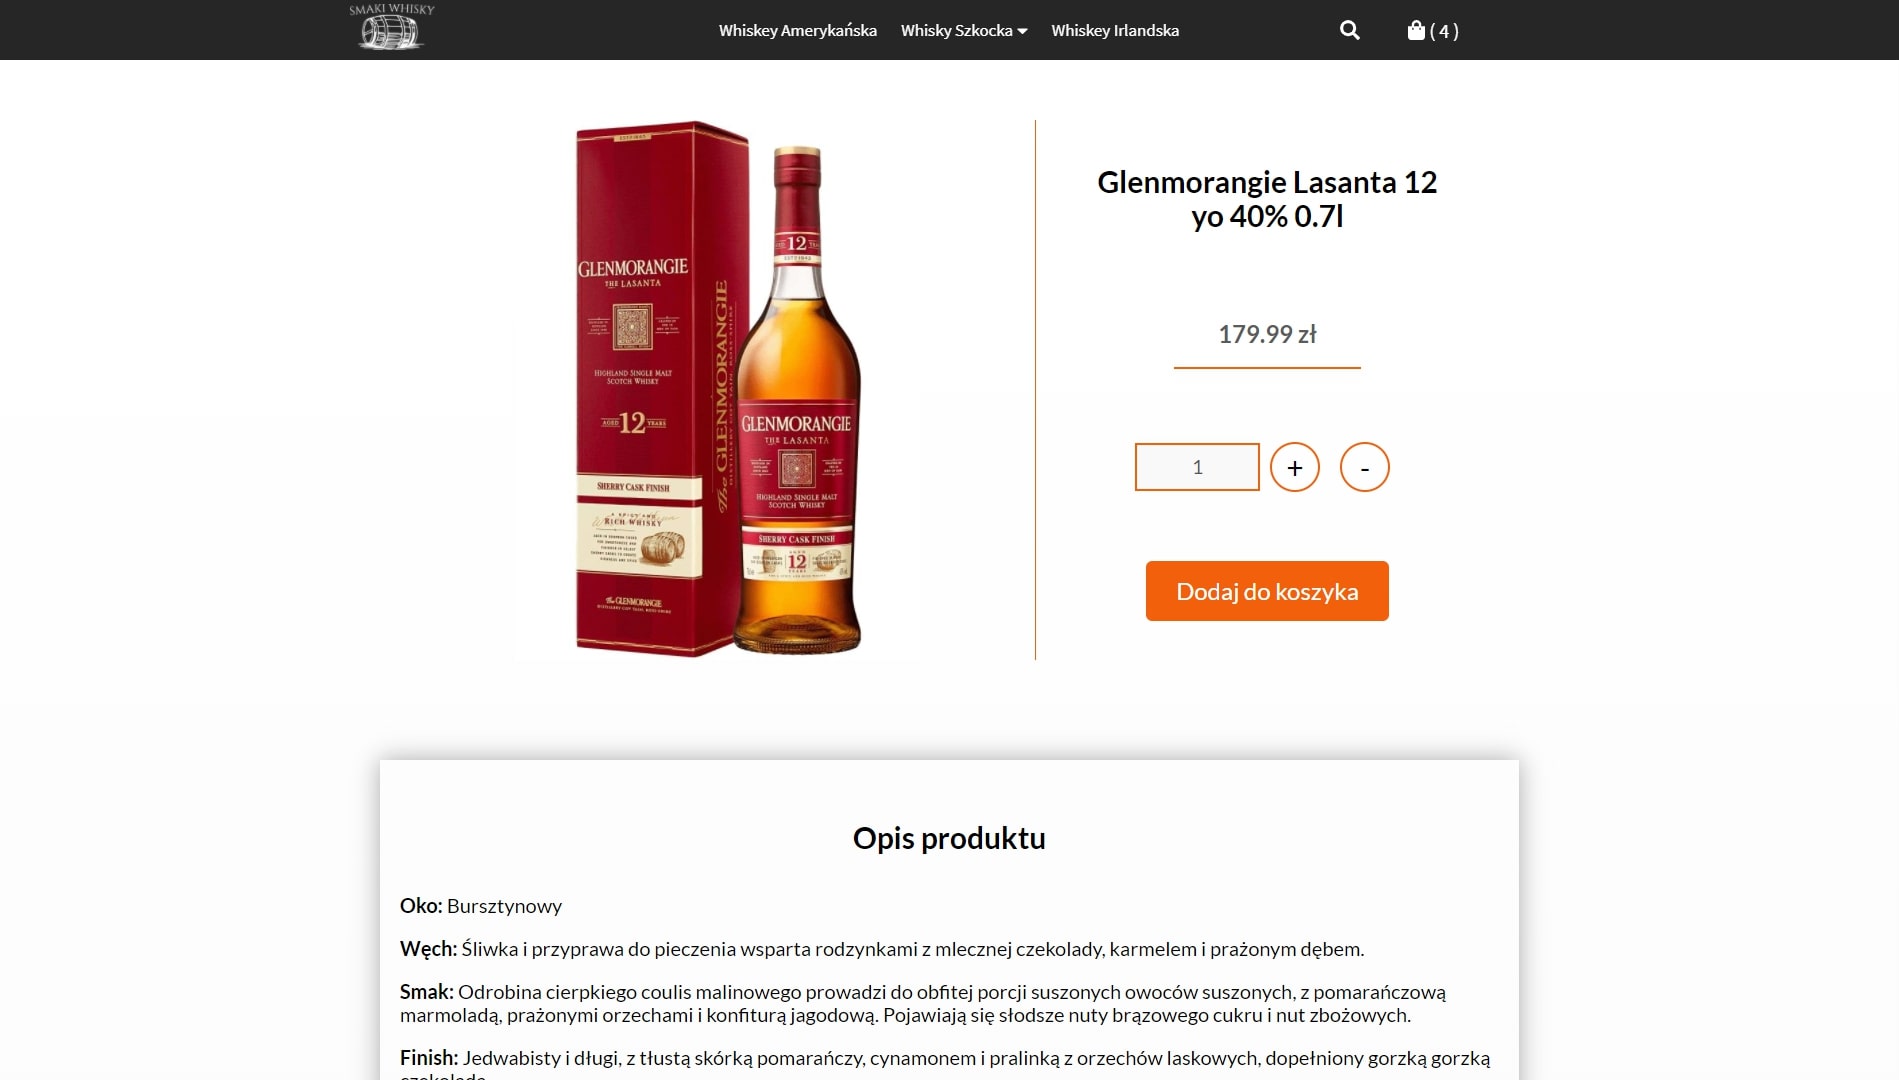 SMAKI WHISKY
Whiskey Amerykańska
Whisky Szkocka
Whiskey Irlandska
( 4 )
GLENMORANGIE
THE LASANTA
HIGHLAND SINGLE MALT
SCOTCH WHISKY
AGED 12 YEARS
SHERRY CASK FINISH
A SPICY AND
RICH WHISKY
The GLENMORANGIE
The GLENMORANGIE
12
GLENMORANGIE
THE LASANTA
HIGHLAND SINGLE MALT
SCOTCH WHISKY
SHERRY CASK FINISH
AGED
12
YEARS
Glenmorangie Lasanta 12
yo 40% 0.7l
179.99 zł
1
+
-
Dodaj do koszyka
Opis produktu
Oko: Bursztynowy
Węch: Śliwka i przyprawa do pieczenia wsparta rodzynkami z mlecznej czekolady, karmelem i prażonym dębem.
Smak: Odrobina cierpkiego coulis malinowego prowadzi do obfitej porcji suszonych owoców suszonych, z pomarańczową
marmoladą, prażonymi orzechami i konfiturą jagodową. Pojawiają się słodsze nuty brązowego cukru i nut zbożowych.
Finish: Jedwabisty i długi, z tłustą skórką pomarańczy, cynamonem i pralinką z orzechów laskowych, dopełniony gorzką gorzką